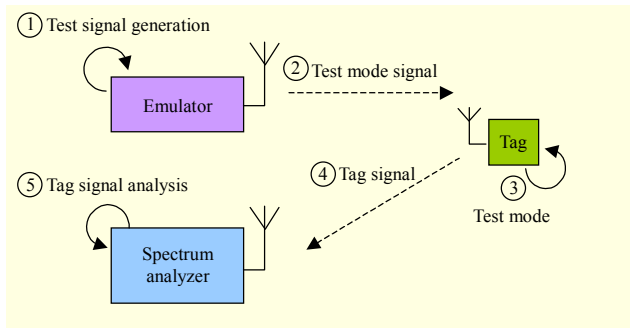 ① Test signal generation
Emulator
② Test mode signal
Tag
③
Test mode
④ Tag signal
⑤ Tag signal analysis
Spectrum
analyzer